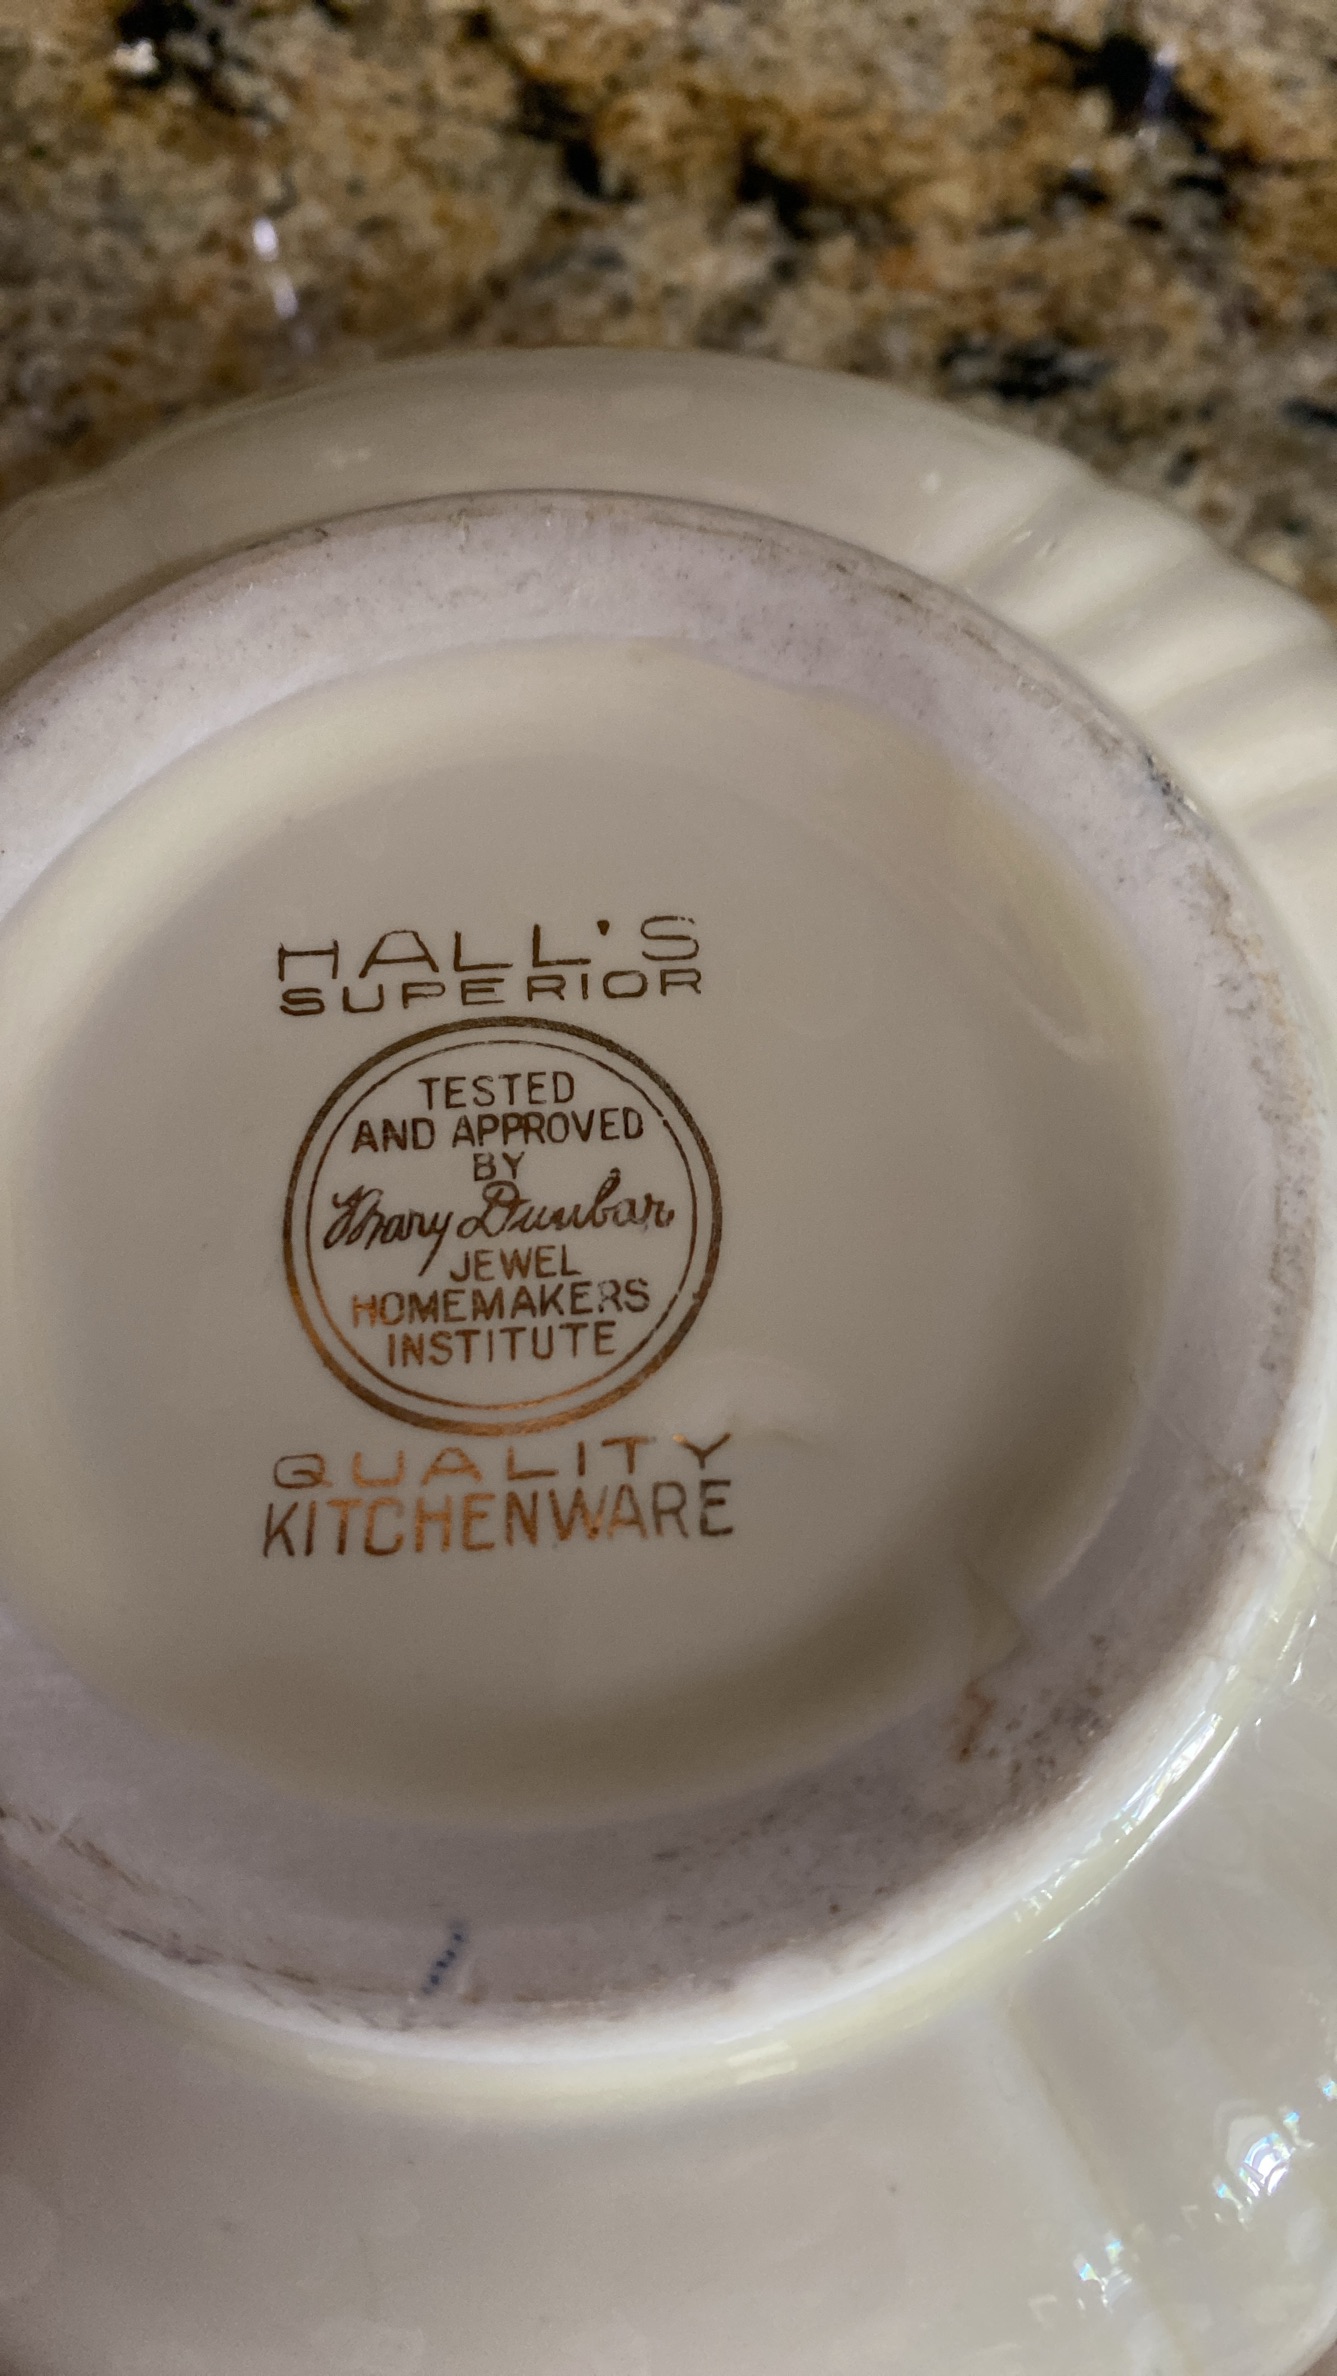 HALL'S
SUPERIOR
TESTED
AND APPROVED
BY
Mary Dunbar
JEWEL
HOMEMAKERS
INSTITUTE
QUALITY
KITCHENWARE